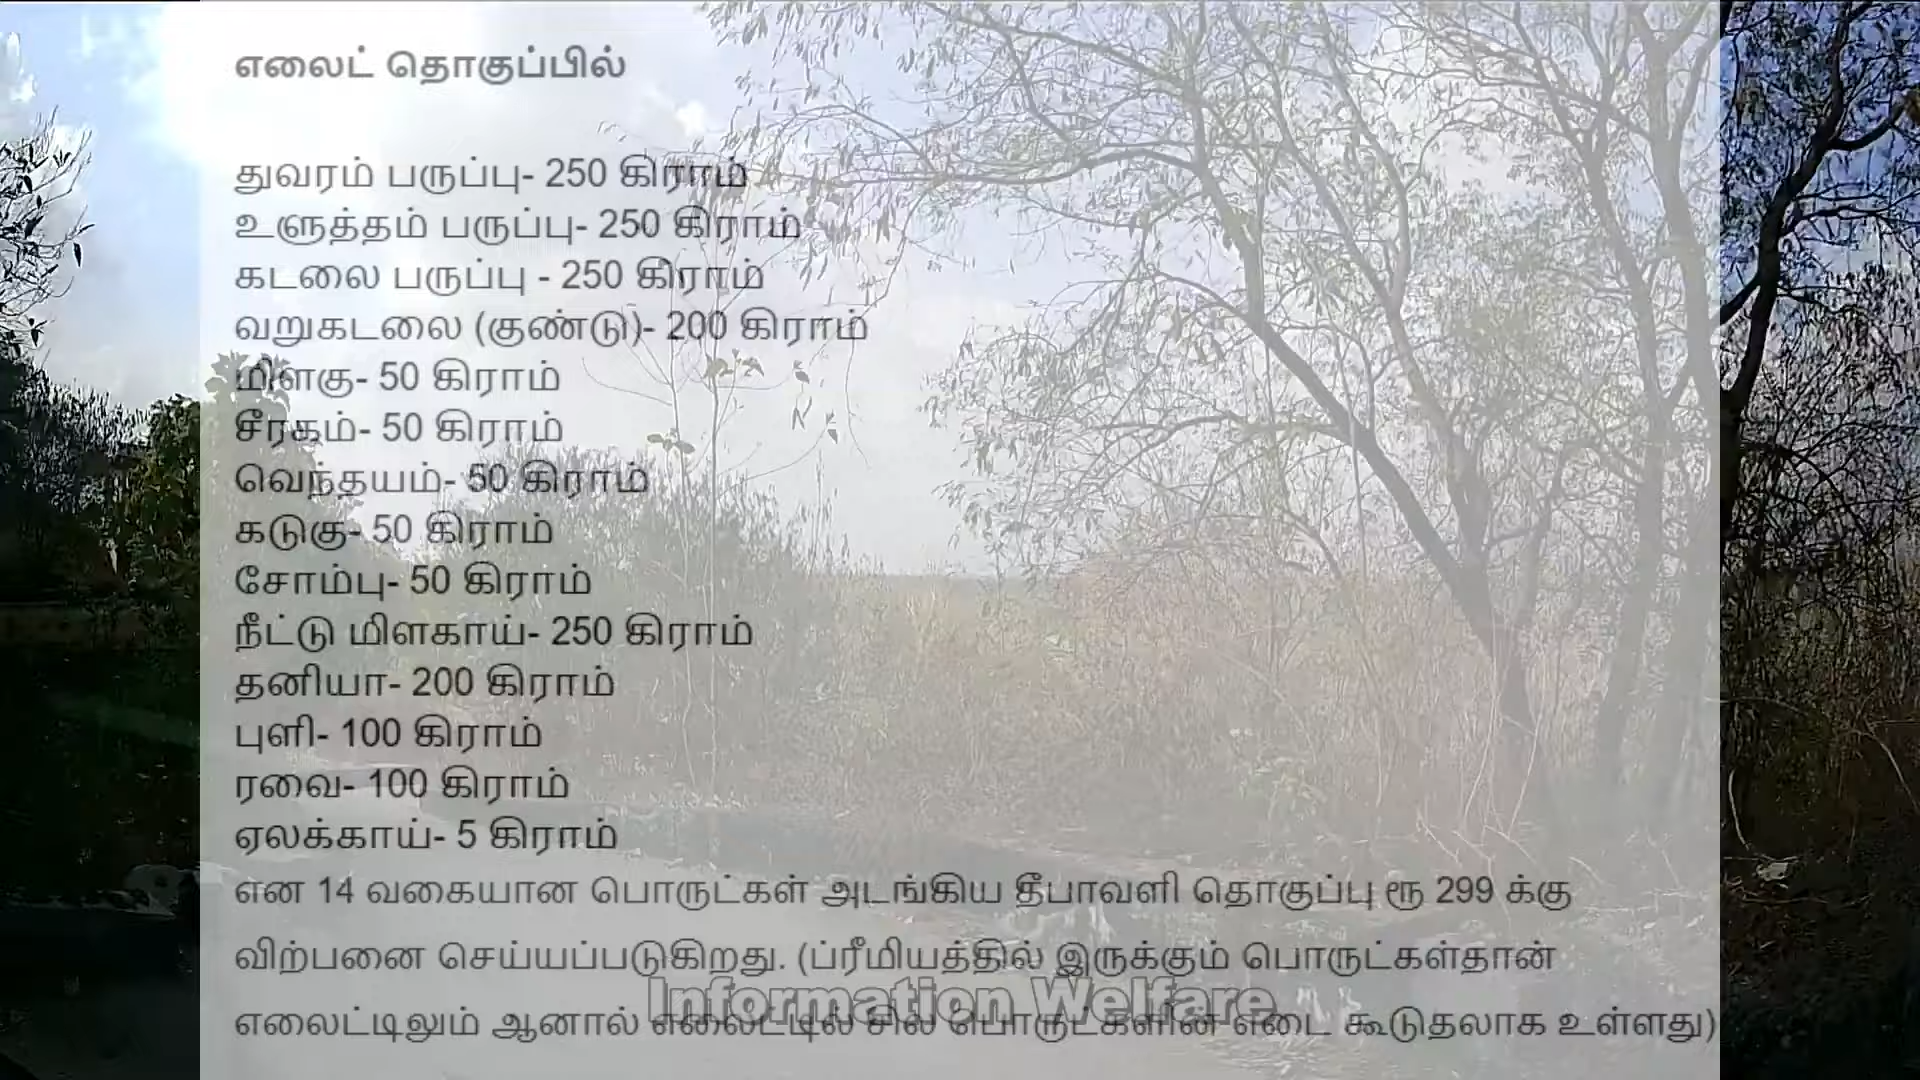 எலைட் தொகுப்பில்
துவரம் பருப்பு- 250 கிராம்
உளுத்தம் பருப்பு- 250 கிராம்
கடலை பருப்பு - 250 கிராம்
வறுகடலை (குண்டு)- 200 கிராம்
மிளகு- 50 கிராம்
சீரகம்- 50 கிராம்
வெந்தயம்- 50 கிராம்
கடுகு- 50 கிராம்
சோம்பு- 50 கிராம்
நீட்டு மிளகாய்- 250 கிராம்
தனியா- 200 கிராம்
புளி- 100 கிராம்
ரவை- 100 கிராம்
ஏலக்காய்- 5 கிராம்
என 14 வகையான பொருட்கள் அடங்கிய தீபாவளி தொகுப்பு ரூ 299 க்கு
விற்பனை செய்யப்படுகிறது. (ப்ரீமியத்தில் இருக்கும் பொருட்கள்தான்
எலைட்டிலும் ஆனால் எலைட்டில் சில பொருட்களின் எடை கூடுதலாக உள்ளது)
Information Welfare